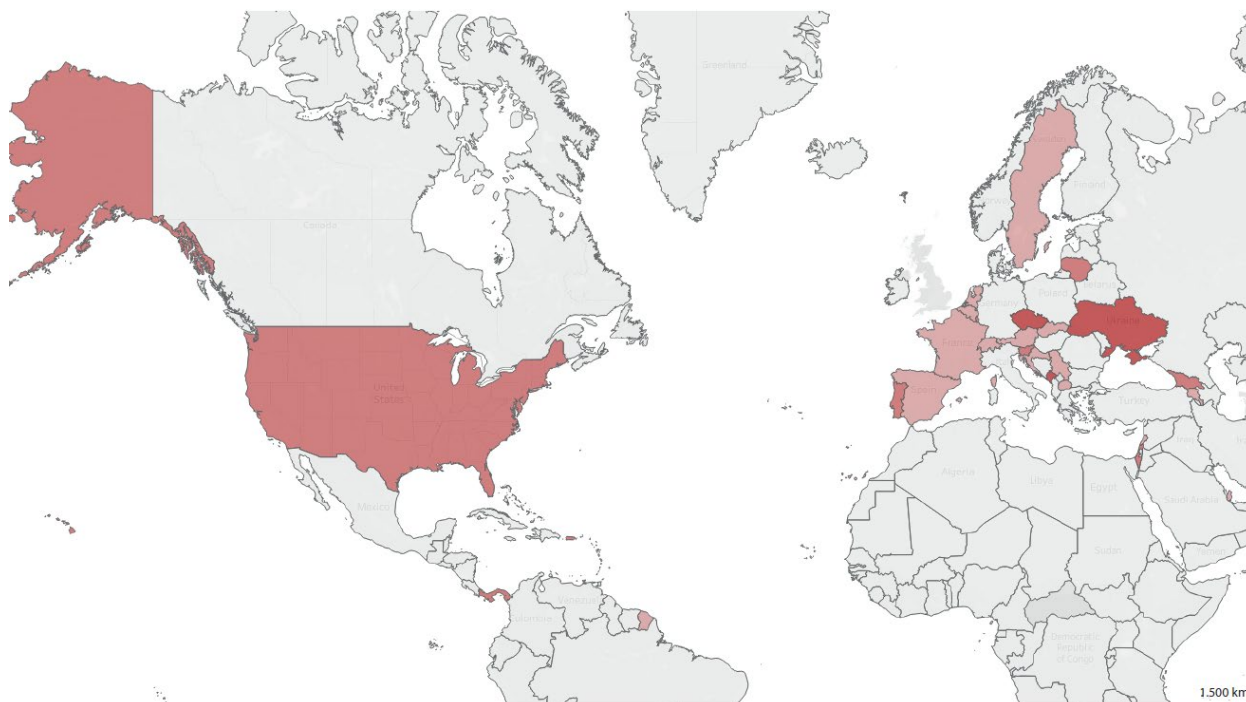 Greenland
Sweden
Norway
Finland
Canada
Belarus
Poland
Germany
Ukraine
France
United
States
Spain
Turkey
Iraq
Algeria
Libya
Egypt
Mexico
Saudi Arabia
Sudan
Yemen
Democratic
Republic
of Congo
1.500 km